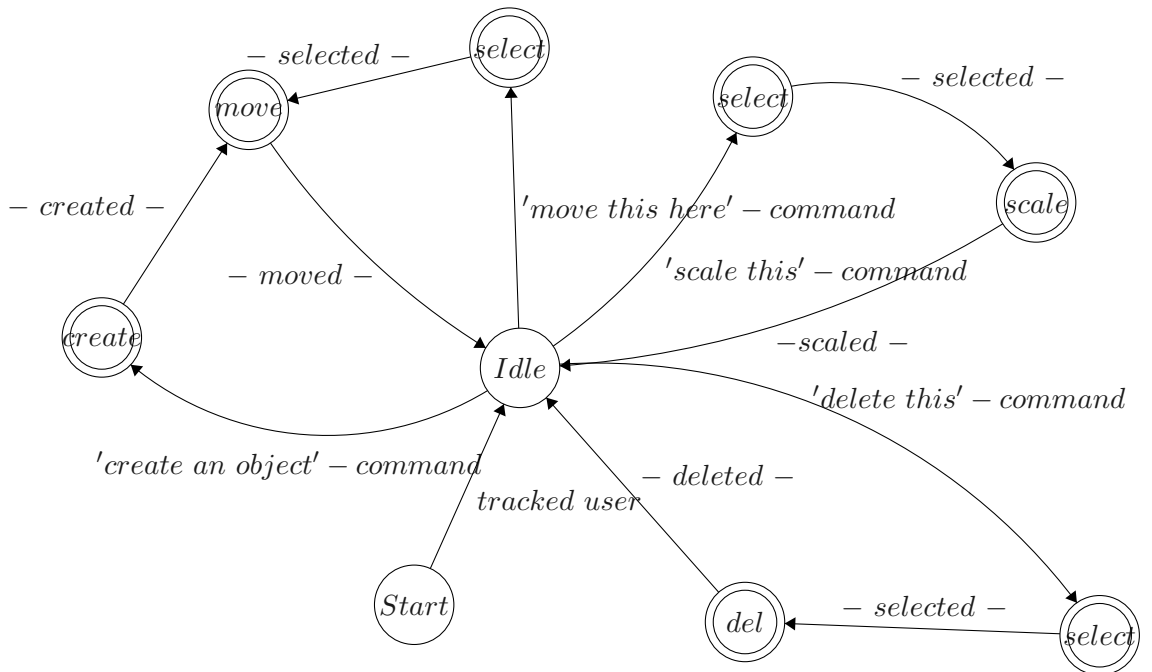 select
− selected −
move
select
− selected −
− created −
′move this here′ − command
scale
− moved −
′scale this′ − command
create
−scaled −
Idle
′delete this′ − command
′create an object′ − command
− deleted −
tracked user
Start
− selected −
del
select